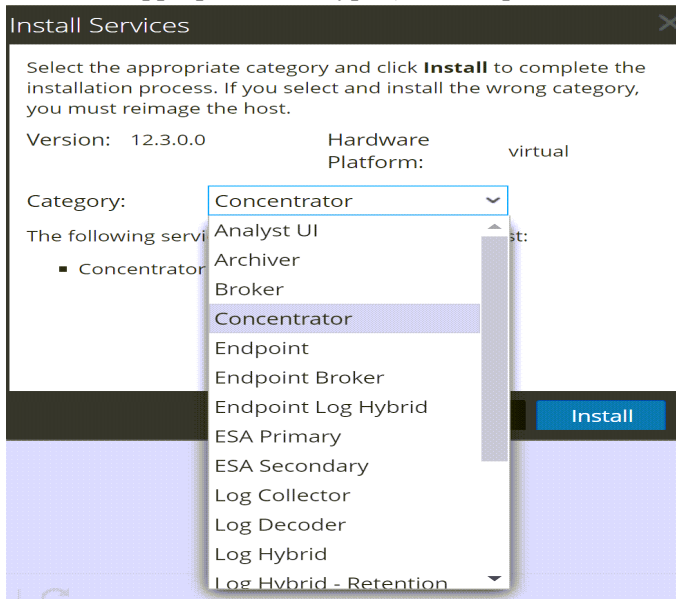 Install Services
Select the appropriate category and click Install to complete the
installation process. If you select and install the wrong category,
you must reimage the host.
Version: 12.3.0.0 Hardware Platform: virtual
Category: Concentrator
The following servi st:
Concentrator
Analyst UI
Archiver
Broker
Concentrator
Endpoint
Endpoint Broker
Endpoint Log Hybrid
ESA Primary
ESA Secondary
Log Collector
Log Decoder
Log Hybrid
Log Hybrid - Retention
Install